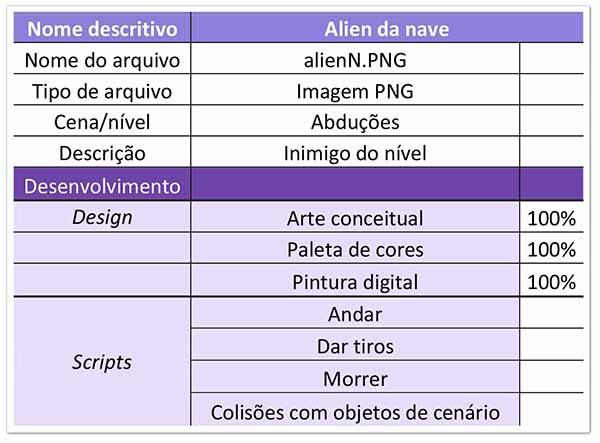 Nome descritivo Alien da nave
Nome do arquivo alienN.PNG
Tipo de arquivo Imagem PNG
Cena/nível Abduções
Descrição Inimigo do nível
Desenvolvimento
Design Arte conceitual 100%
Paleta de cores 100%
Pintura digital 100%
Scripts
Andar
Dar tiros
Morrer
Colisões com objetos de cenário